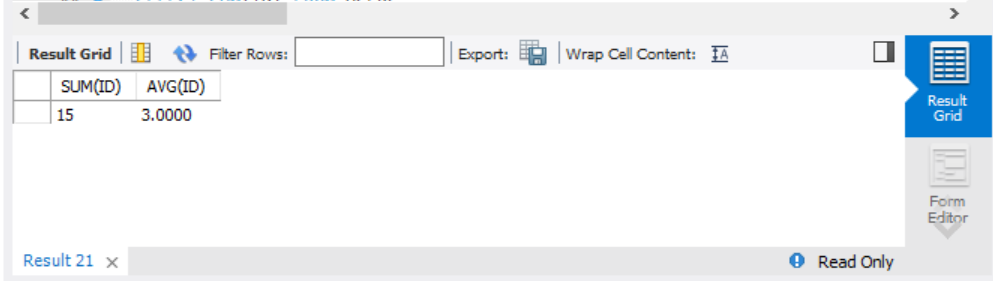 Result Grid Filter Rows: Export: Wrap Cell Content: IA
SUM(ID) AVG(ID)
15 3.0000
Result
Grid
Form
Editor
Result 21 × Read Only